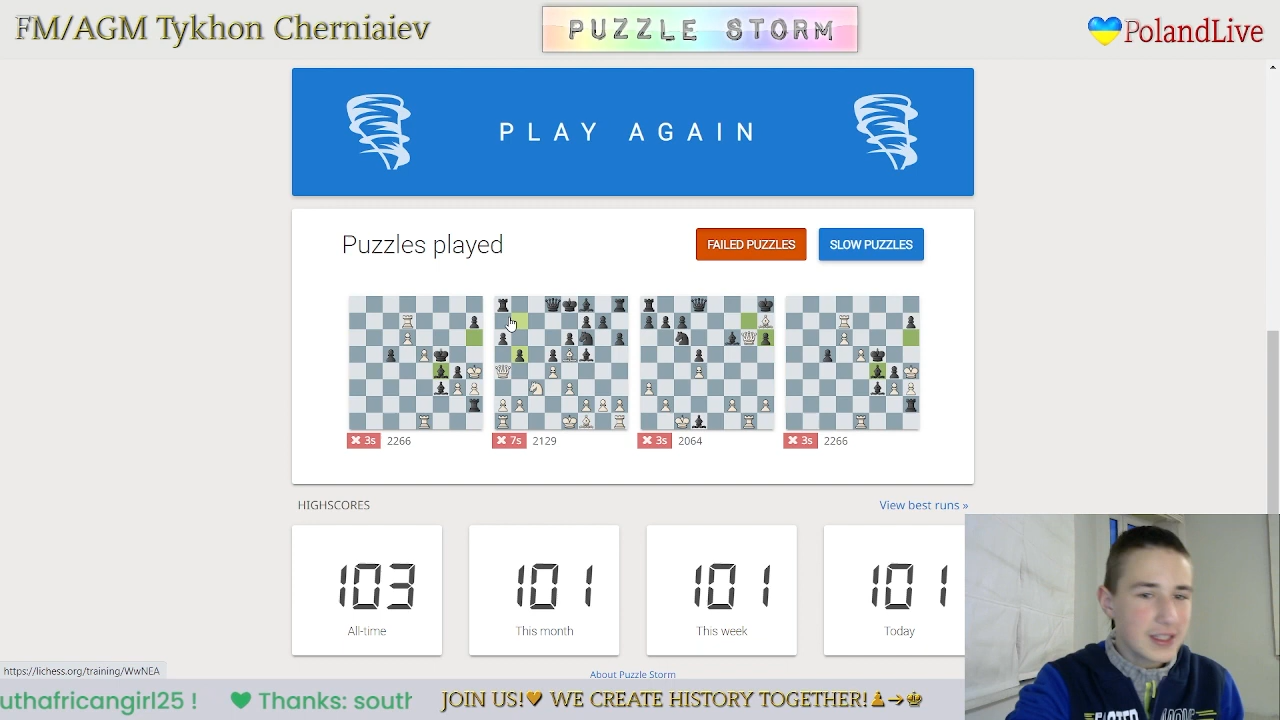 FM/AGM Tykhon Cherniaiev
PUZZLE STORM
PolandLive
PLAY AGAIN
Puzzles played
FAILED PUZZLES
SLOW PUZZLES
3s 2266
7s 2129
3s 2064
3s 2266
HIGHSCORES
View best runs »
103
101
101
101
All-time
This month
This week
Today
https://lichess.org/training/WwNEA
About Puzzle Storm
uthafricangirl25 ! Thanks: south
JOIN US! WE CREATE HISTORY TOGETHER!